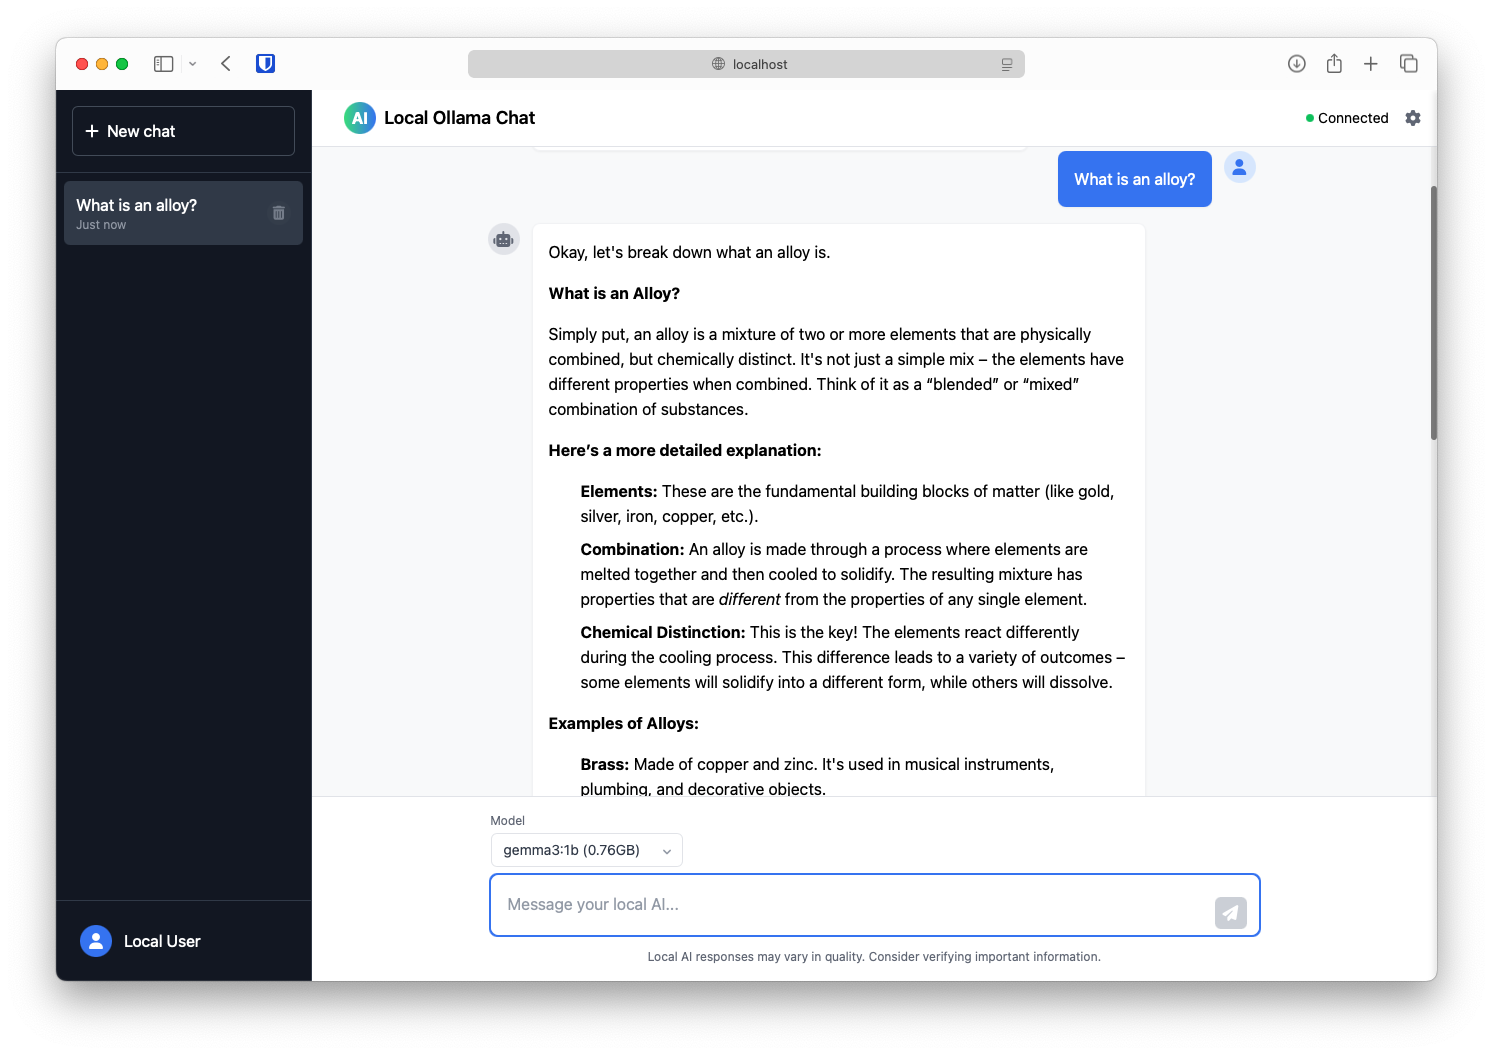 localhost
New chat
What is an alloy?
Just now
Local User
AI Local Ollama Chat
Connected
What is an alloy?
Okay, let's break down what an alloy is.
What is an Alloy?
Simply put, an alloy is a mixture of two or more elements that are physically
combined, but chemically distinct. It's not just a simple mix – the elements have
different properties when combined. Think of it as a “blended” or “mixed”
combination of substances.
Here’s a more detailed explanation:
Elements: These are the fundamental building blocks of matter (like gold,
silver, iron, copper, etc.).
Combination: An alloy is made through a process where elements are
melted together and then cooled to solidify. The resulting mixture has
properties that are different from the properties of any single element.
Chemical Distinction: This is the key! The elements react differently
during the cooling process. This difference leads to a variety of outcomes –
some elements will solidify into a different form, while others will dissolve.
Examples of Alloys:
Brass: Made of copper and zinc. It's used in musical instruments,
plumbing, and decorative objects.
Model
gemma3:1b (0.76GB)
Message your local AI...
Local AI responses may vary in quality. Consider verifying important information.